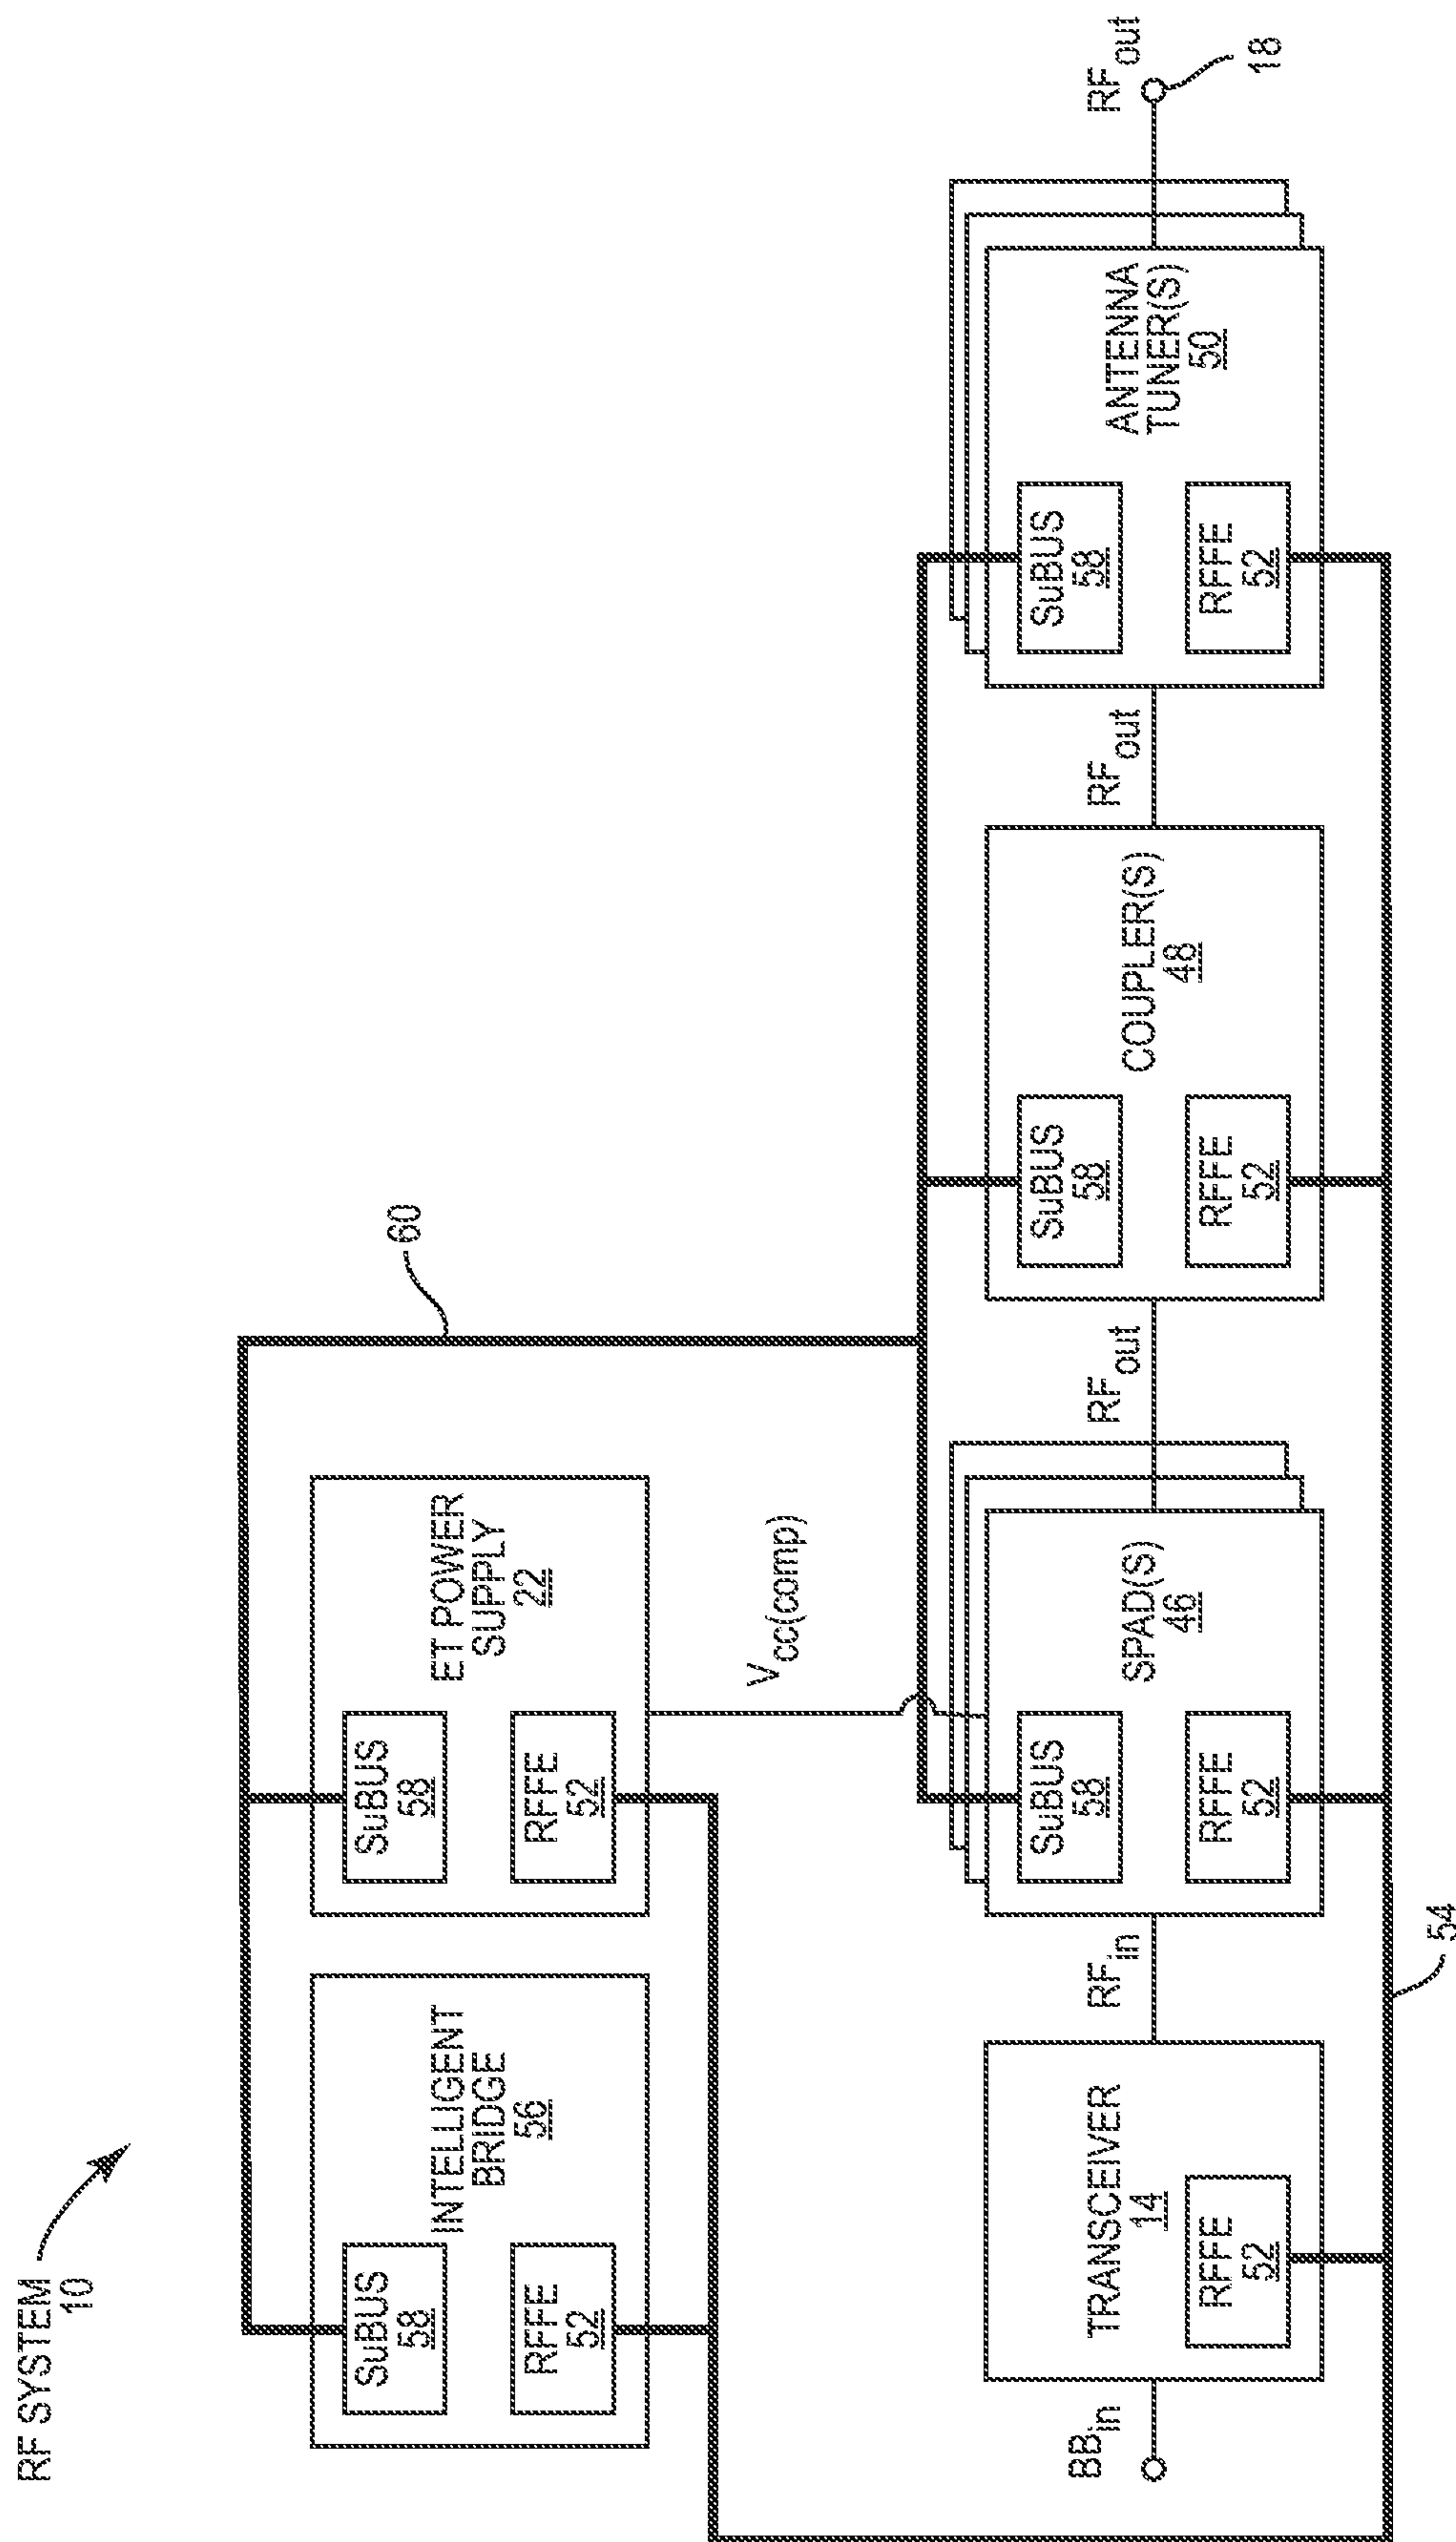 RF SYSTEM
10
60
SuBUS
58
RFFE
52
INTELLIGENT
BRIDGE
56
SuBUS
58
RFFE
52
ET POWER
SUPPLY
22
Vcc(comp)
BBin
TRANSCEIVER
14
RFFE
52
RFin
SuBUS
58
RFFE
52
SPAD(S)
46
RFout
SuBUS
58
RFFE
52
COUPLER(S)
48
RFout
SuBUS
58
RFFE
52
ANTENNA
TUNER(S)
50
RFout
18
54